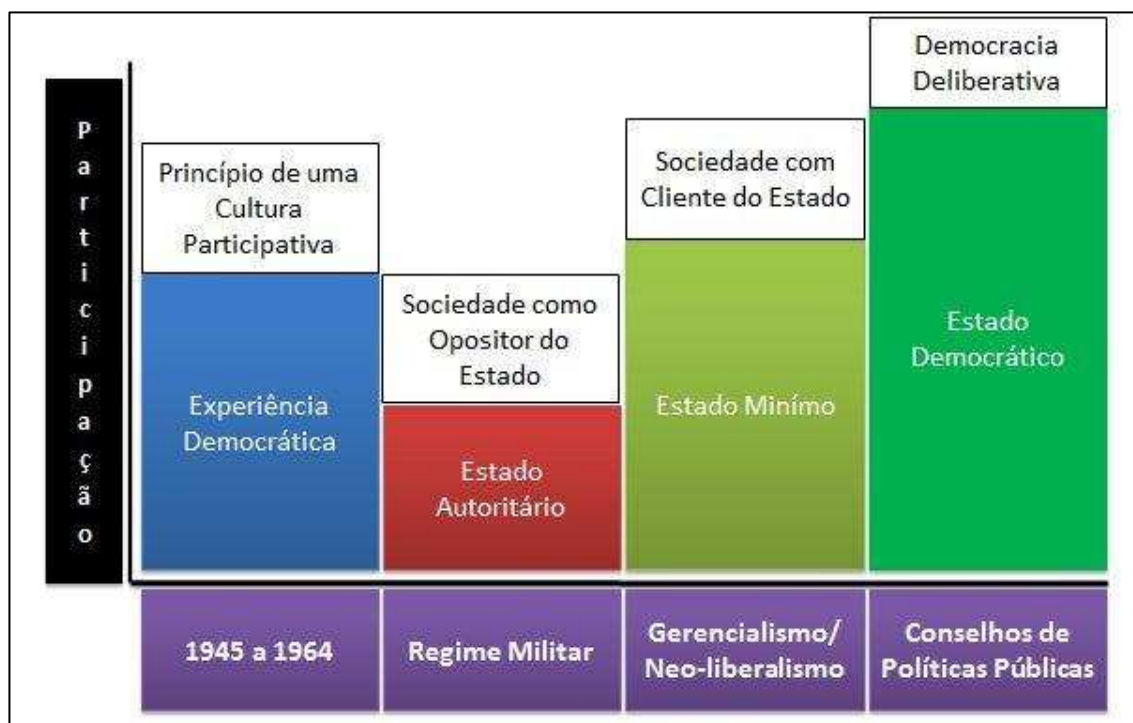 Participação
Princípio de uma
Cultura
Participativa
Experiência
Democrática
Sociedade como
Opositor do
Estado
Estado
Autoritário
Sociedade com
Cliente do Estado
Estado Minímo
Democracia
Deliberativa
Estado
Democrático
1945 a 1964
Regime Militar
Gerencialismo/
Neo-liberalismo
Conselhos de
Políticas Públicas